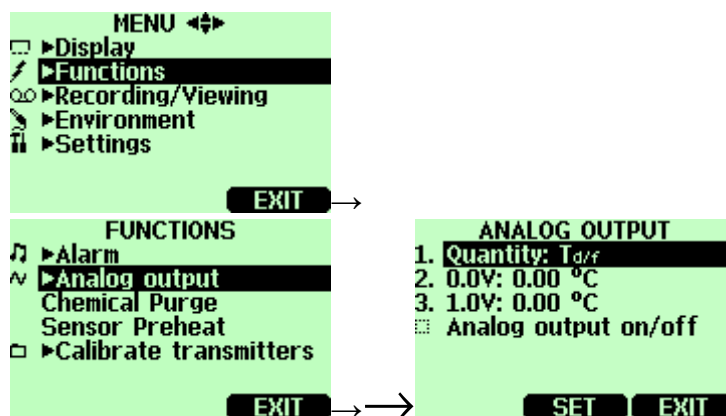 MENU
▸Display
▸Functions
▸Recording/Viewing
▸Environment
▸Settings
EXIT →
FUNCTIONS
▸Alarm
▸Analog output
Chemical Purge
Sensor Preheat
▸Calibrate transmitters
EXIT → →
ANALOG OUTPUT
1. Quantity: Td/f
2. 0.0V: 0.00 °C
3. 1.0V: 0.00 °C
Analog output on/off
SET EXIT